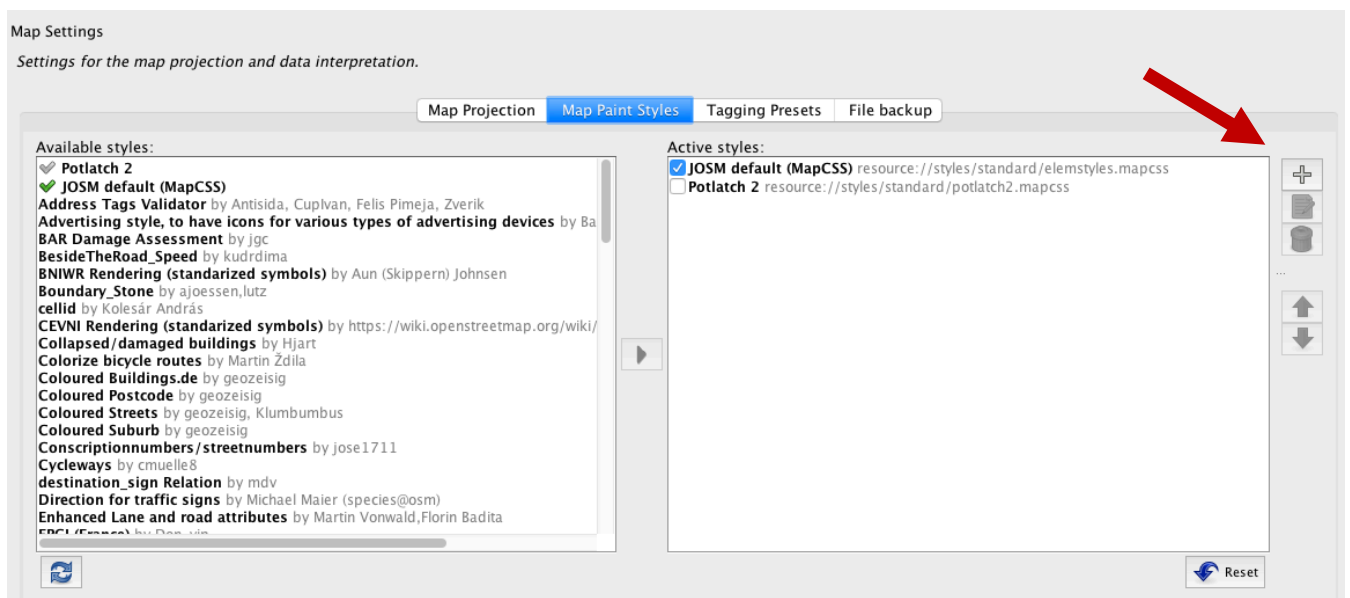 Map Settings
Settings for the map projection and data interpretation.
Map Projection
Map Paint Styles
Tagging Presets
File backup
Available styles:
Potlatch 2
JOSM default (MapCSS)
Address Tags Validator by Antisida, CupIvan, Felis Pimeja, Zverik
Advertising style, to have icons for various types of advertising devices by Ba
BAR Damage Assessment by jgc
BesideTheRoad_Speed by kudrdima
BNIWR Rendering (standarized symbols) by Aun (Skippern) Johnsen
Boundary_Stone by ajoessen,lutz
cellid by Kolesár András
CEVNI Rendering (standarized symbols) by https://wiki.openstreetmap.org/wiki/
Collapsed/damaged buildings by Hjart
Colorize bicycle routes by Martin Ždila
Coloured Buildings.de by geozeisig
Coloured Postcode by geozeisig
Coloured Streets by geozeisig, Klumbumbus
Coloured Suburb by geozeisig
Conscriptionnumbers/streetnumbers by jose1711
Cycleways by cmuelle8
destination_sign Relation by mdv
Direction for traffic signs by Michael Maier (species@osm)
Enhanced Lane and road attributes by Martin Vonwald,Florin Badita
Active styles:
JOSM default (MapCSS) resource://styles/standard/elemstyles.mapcss
Potlatch 2 resource://styles/standard/potlatch2.mapcss
...
Reset